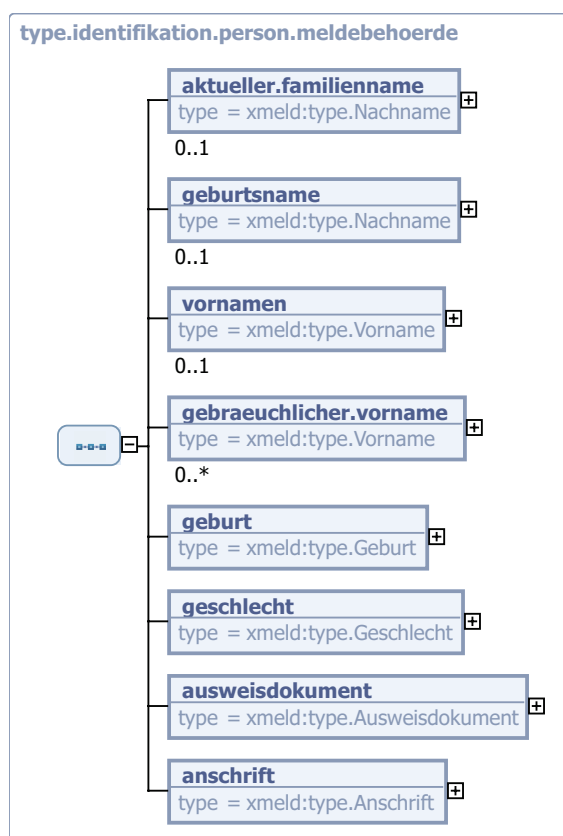 type.identifikation.person.meldebehoerde
aktueller.familienname
type = xmeld:type.Nachname
0..1
geburtsname
type = xmeld:type.Nachname
0..1
vornamen
type = xmeld:type.Vorname
0..1
gebraeuchlicher.vorname
type = xmeld:type.Vorname
0..*
geburt
type = xmeld:type.Geburt
geschlecht
type = xmeld:type.Geschlecht
ausweisdokument
type = xmeld:type.Ausweisdokument
anschrift
type = xmeld:type.Anschrift